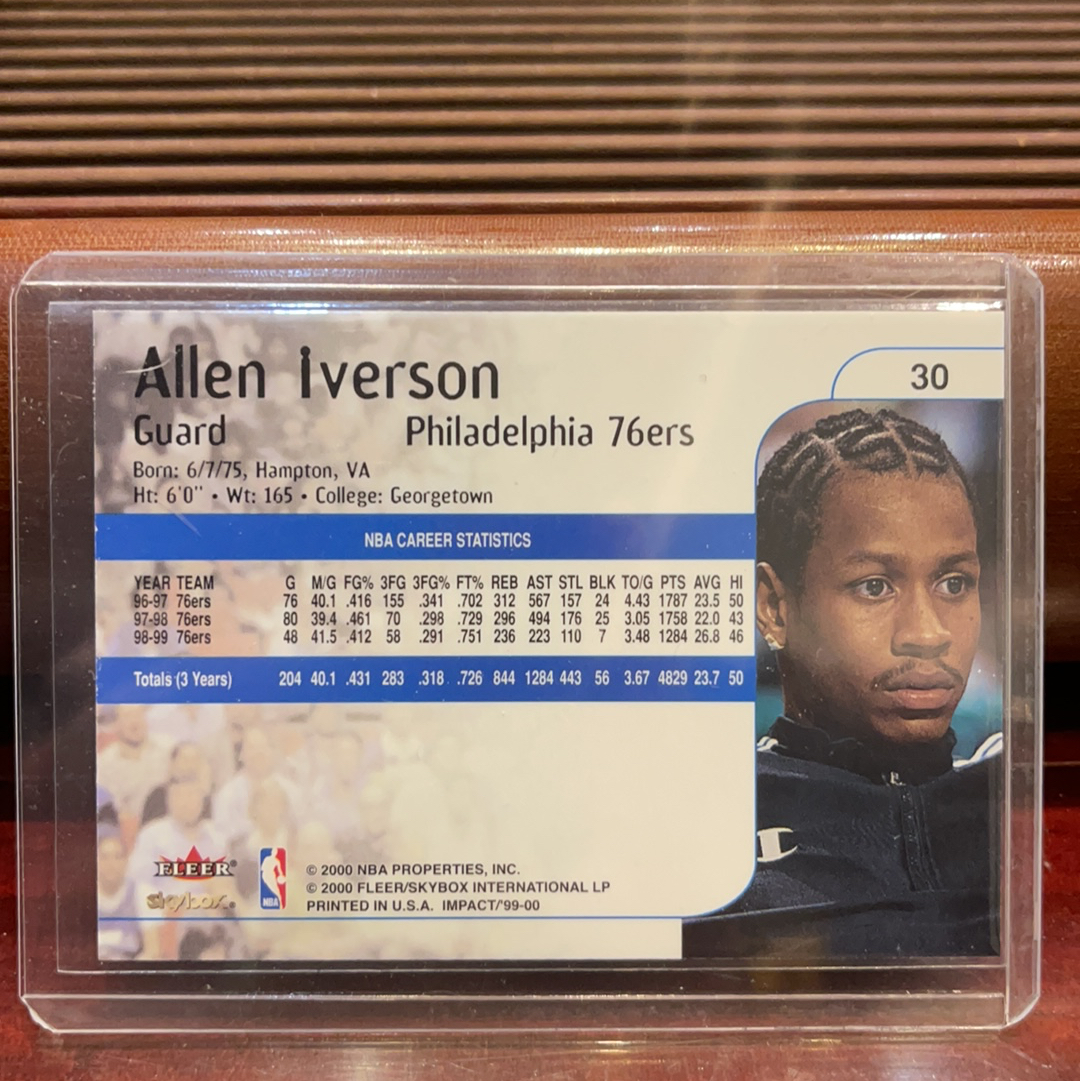 Allen Iverson
30
Guard Philadelphia 76ers
Born: 6/7/75, Hampton, VA
Ht: 6'0" • Wt: 165 • College: Georgetown
NBA CAREER STATISTICS
YEAR TEAM G M/G FG% 3FG 3FG% FT% REB AST STL BLK TO/G PTS AVG HI
96-97 76ers 76 40.1 .416 155 .341 .702 312 567 157 24 4.43 1787 23.5 50
97-98 76ers 80 39.4 .461 70 .298 .729 296 494 176 25 3.05 1758 22.0 43
98-99 76ers 48 41.5 .412 58 .291 .751 236 223 110 7 3.48 1284 26.8 46
Totals (3 Years) 204 40.1 .431 283 .318 .726 844 1284 443 56 3.67 4829 23.7 50
FLEER®
skybox®
NBA
© 2000 NBA PROPERTIES, INC.
© 2000 FLEER/SKYBOX INTERNATIONAL LP
PRINTED IN U.S.A. IMPACT/'99-00